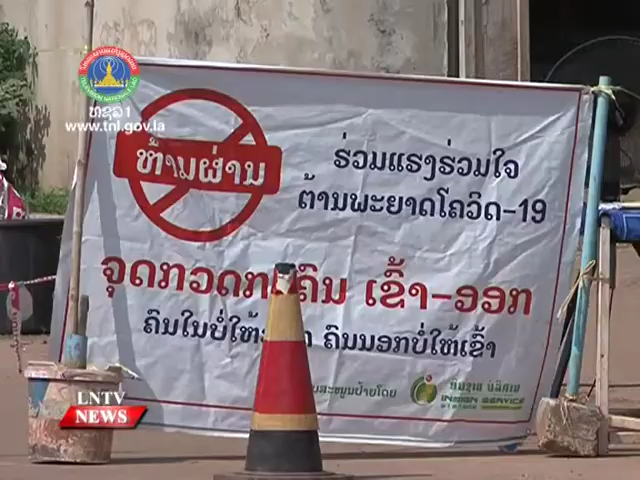 ທຊລ 1
www.tnl.gov.la
ຫ້າມຜ່ານ
ຮ່ວມແຮງຮ່ວມໃຈ
ຕ້ານພະຍາດໂຄວິດ-19
ຈຸດກວດກາຄົນ ເຂົ້າ-ອອກ
ຄົນໃນບໍ່ໃຫ້ ຄົນນອກບໍ່ໃຫ້ເຂົ້າ
ສະໜູນປ້າຍໂດຍ
LNTV
NEWS